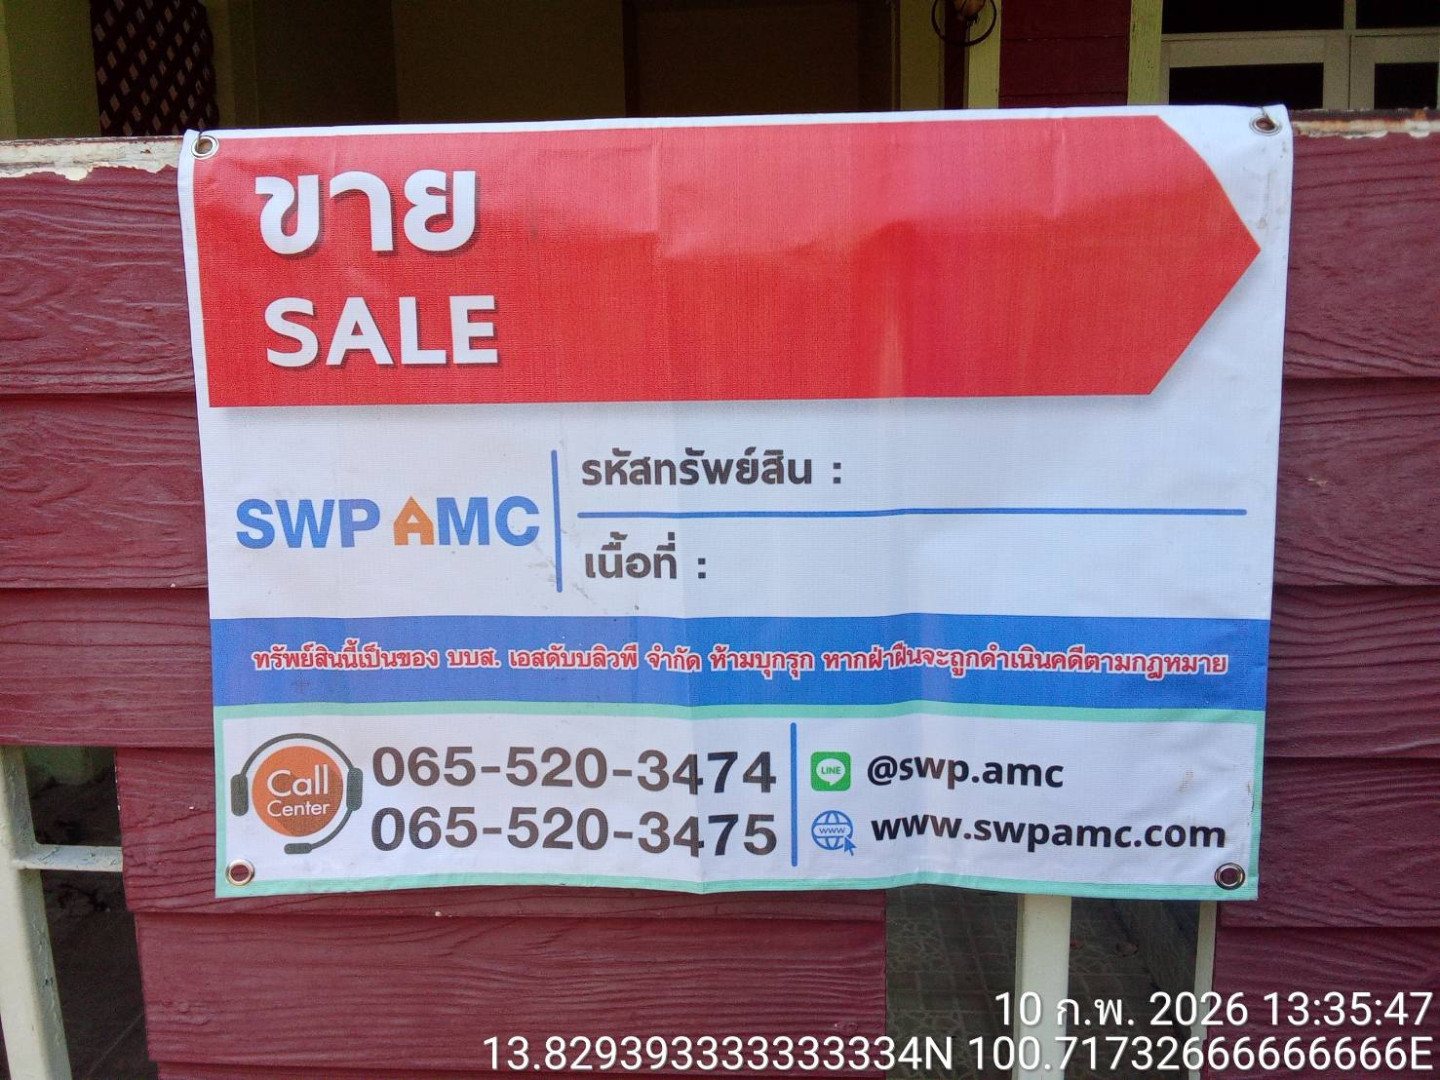 ขาย
SALE
SWP AMC
รหัสทรัพย์สิน :
เนื้อที่ :
ทรัพย์สินนี้เป็นของ บบส. เอสดับบลิวพี จำกัด ห้ามบุกรุก หากฝ่าฝืนจะถูกดำเนินคดีตามกฎหมาย
Call
Center
065-520-3474
065-520-3475
LINE
@swp.amc
www
www.swpamc.com
10 ก.พ. 2026 13:35:47
13.829393333333334N 100.71732666666666E